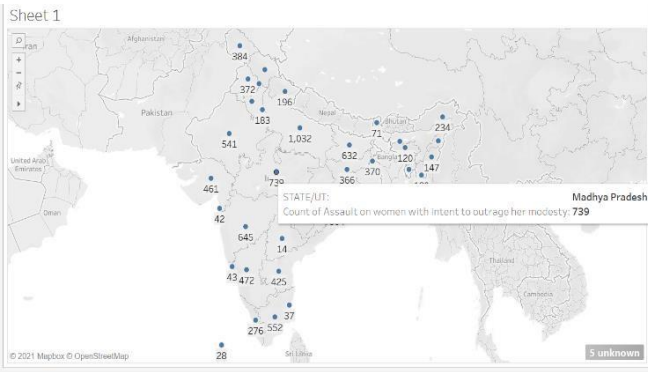 Sheet 1
Afghanistan
384
372
196
Pakistan
183
Nepal
541
1,032
71
Bhutan
234
632
120
147
United Arab
Emirates
461
739
366
370
STATE/UT: Madhya Pradesh
Count of Assault on women with intent to outrage her modesty: 739
Oman
42
645
14
Thailand
43 472
425
Cambodia
37
276 552
28
Sri Lanka
© 2021 Mapbox © OpenStreetMap
5 unknown